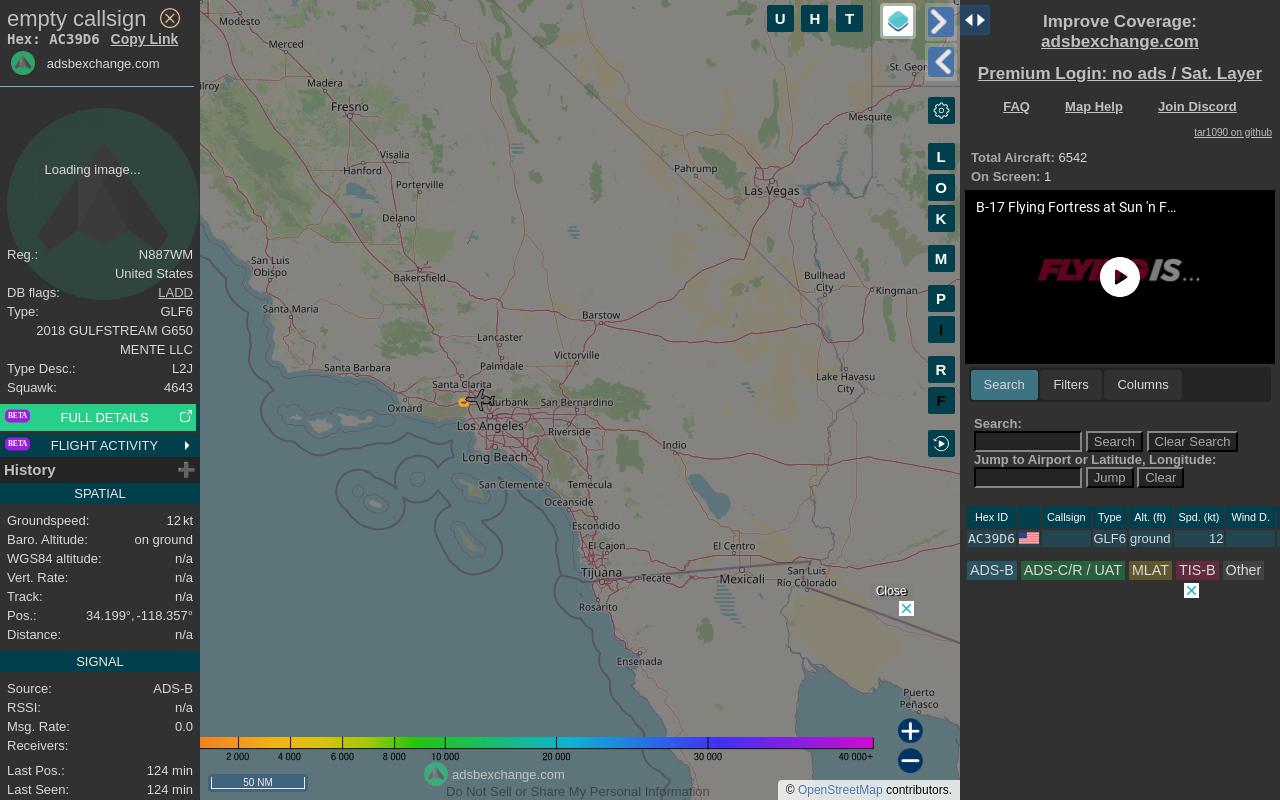 empty callsign
Hex: AC39D6 Copy Link
adsbexchange.com
Loading image...
Reg.: N887WM
United States
DB flags: LADD
Type: GLF6
2018 GULFSTREAM G650
MENTE LLC
Type Desc.: L2J
Squawk: 4643
BETA FULL DETAILS
BETA FLIGHT ACTIVITY
History
SPATIAL
Groundspeed: 12 kt
Baro. Altitude: on ground
WGS84 altitude: n/a
Vert. Rate: n/a
Track: n/a
Pos.: 34.199°, -118.357°
Distance: n/a
SIGNAL
Source: ADS-B
RSSI: n/a
Msg. Rate: 0.0
Receivers:
Last Pos.: 124 min
Last Seen: 124 min
U H T
L
O
K
M
P
I
R
F
Modesto
Merced
ilroy
Madera
Fresno
Visalia
Hanford
Porterville
Delano
San Luis
Obispo
Bakersfield
Santa Maria
Lancaster
Palmdale
Santa Barbara
Santa Clarita
Oxnard
Burbank
San Bernardino
Los Angeles
Riverside
Long Beach
San Clemente
Temecula
Oceanside
Escondido
El Cajon
Tijuana
Tecate
Rosarito
Ensenada
Barstow
Victorville
Indio
El Centro
Mexicali
San Luis
Río Colorado
St. Geor
Mesquite
Pahrump
Las Vegas
Bullhead
City
Kingman
Lake Havasu
City
Puerto
Peñasco
Close
2 000 4 000 6 000 8 000 10 000 20 000 30 000 40 000+
50 NM
adsbexchange.com
Do Not Sell or Share My Personal Information
© OpenStreetMap contributors.
Improve Coverage:
adsbexchange.com
Premium Login: no ads / Sat. Layer
FAQ Map Help Join Discord
tar1090 on github
Total Aircraft: 6542
On Screen: 1
B-17 Flying Fortress at Sun 'n F...
FLYING IS...
Search Filters Columns
Search:
Search Clear Search
Jump to Airport or Latitude, Longitude:
Jump Clear
Hex ID Callsign Type Alt. (ft) Spd. (kt) Wind D.
AC39D6 GLF6 ground 12
ADS-B ADS-C/R / UAT MLAT TIS-B Other